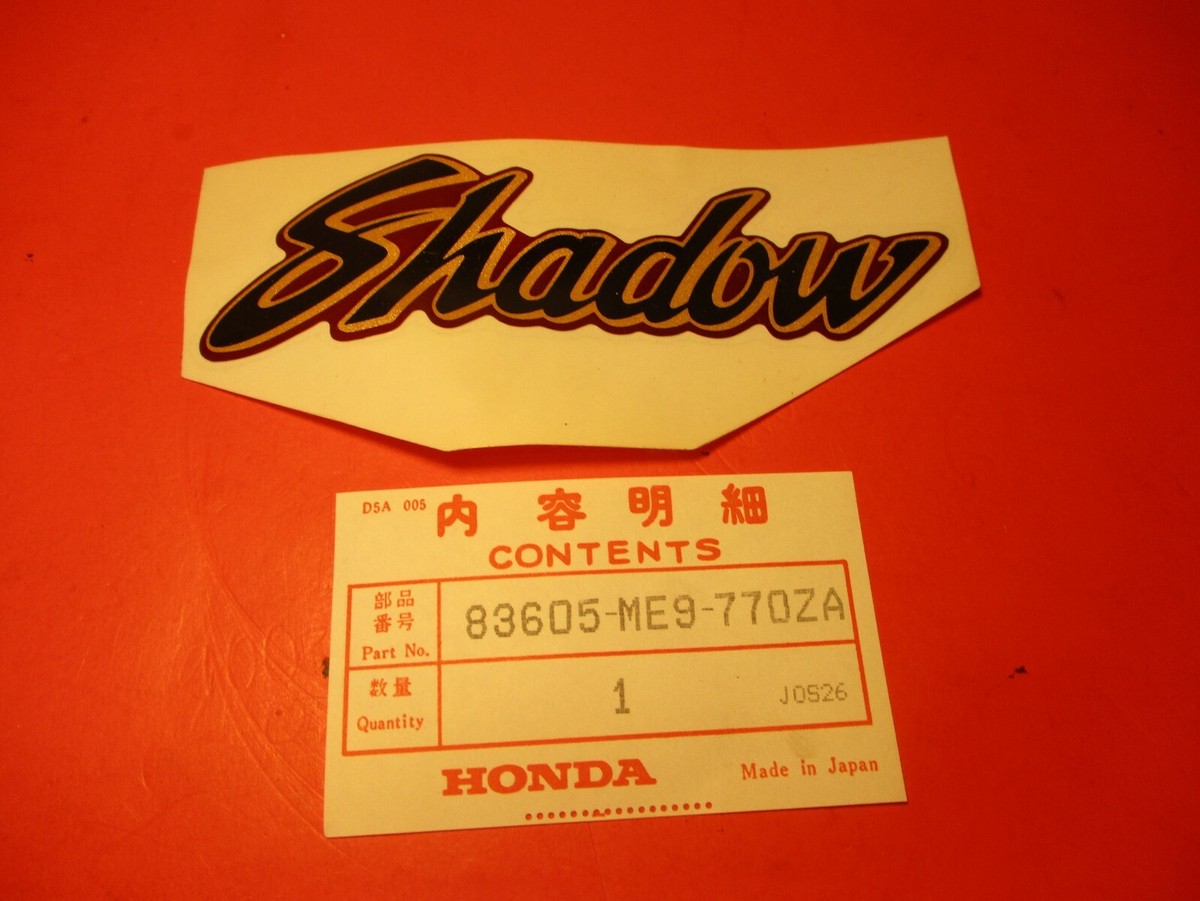 Shadow
D5A 005
内容明細
CONTENTS
部品
番号
Part No.
83605-ME9-770ZA
数量
Quantity
1
J0526
HONDA
Made in Japan